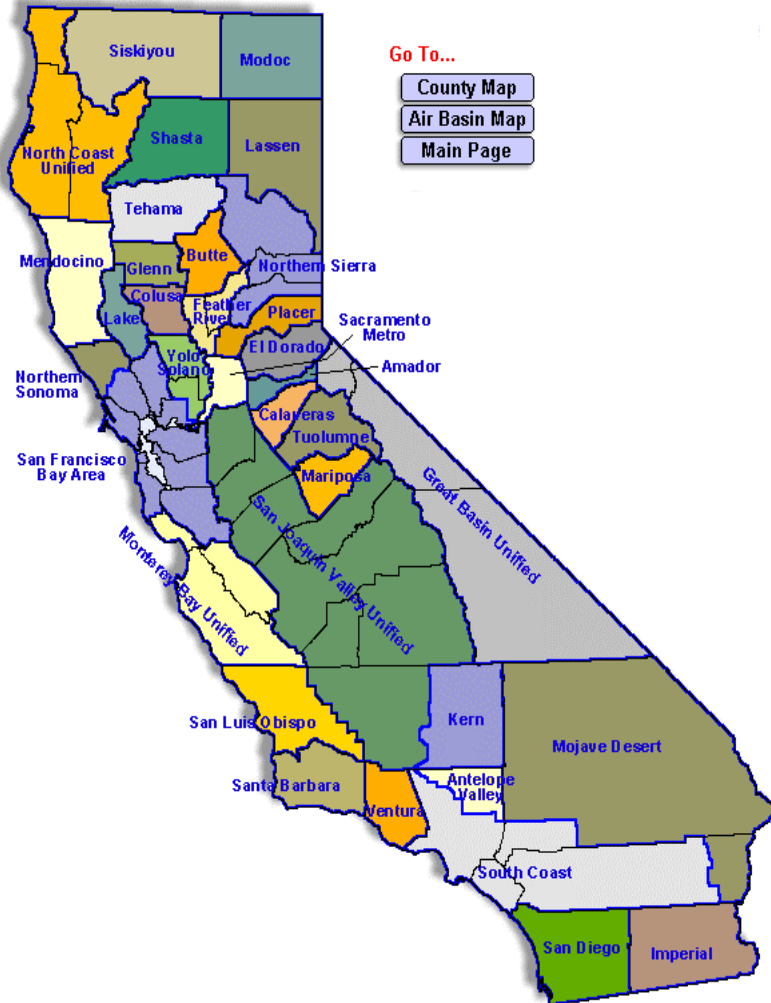 Go To...
County Map
Air Basin Map
Main Page
Siskiyou
Modoc
Shasta
Lassen
North Coast
Unified
Tehama
Mendocino
Glenn
Butte
Northern Sierra
Colusa
Lake
Feather
River
Placer
Sacramento
Metro
El Dorado
Yolo
Solano
Amador
Northern
Sonoma
Calaveras
Tuolumne
San Francisco
Bay Area
Mariposa
Great Basin Unified
San Joaquin Valley Unified
Monterey Bay Unified
San Luis Obispo
Kern
Mojave Desert
Santa Barbara
Antelope
Valley
Ventura
South Coast
San Diego
Imperial